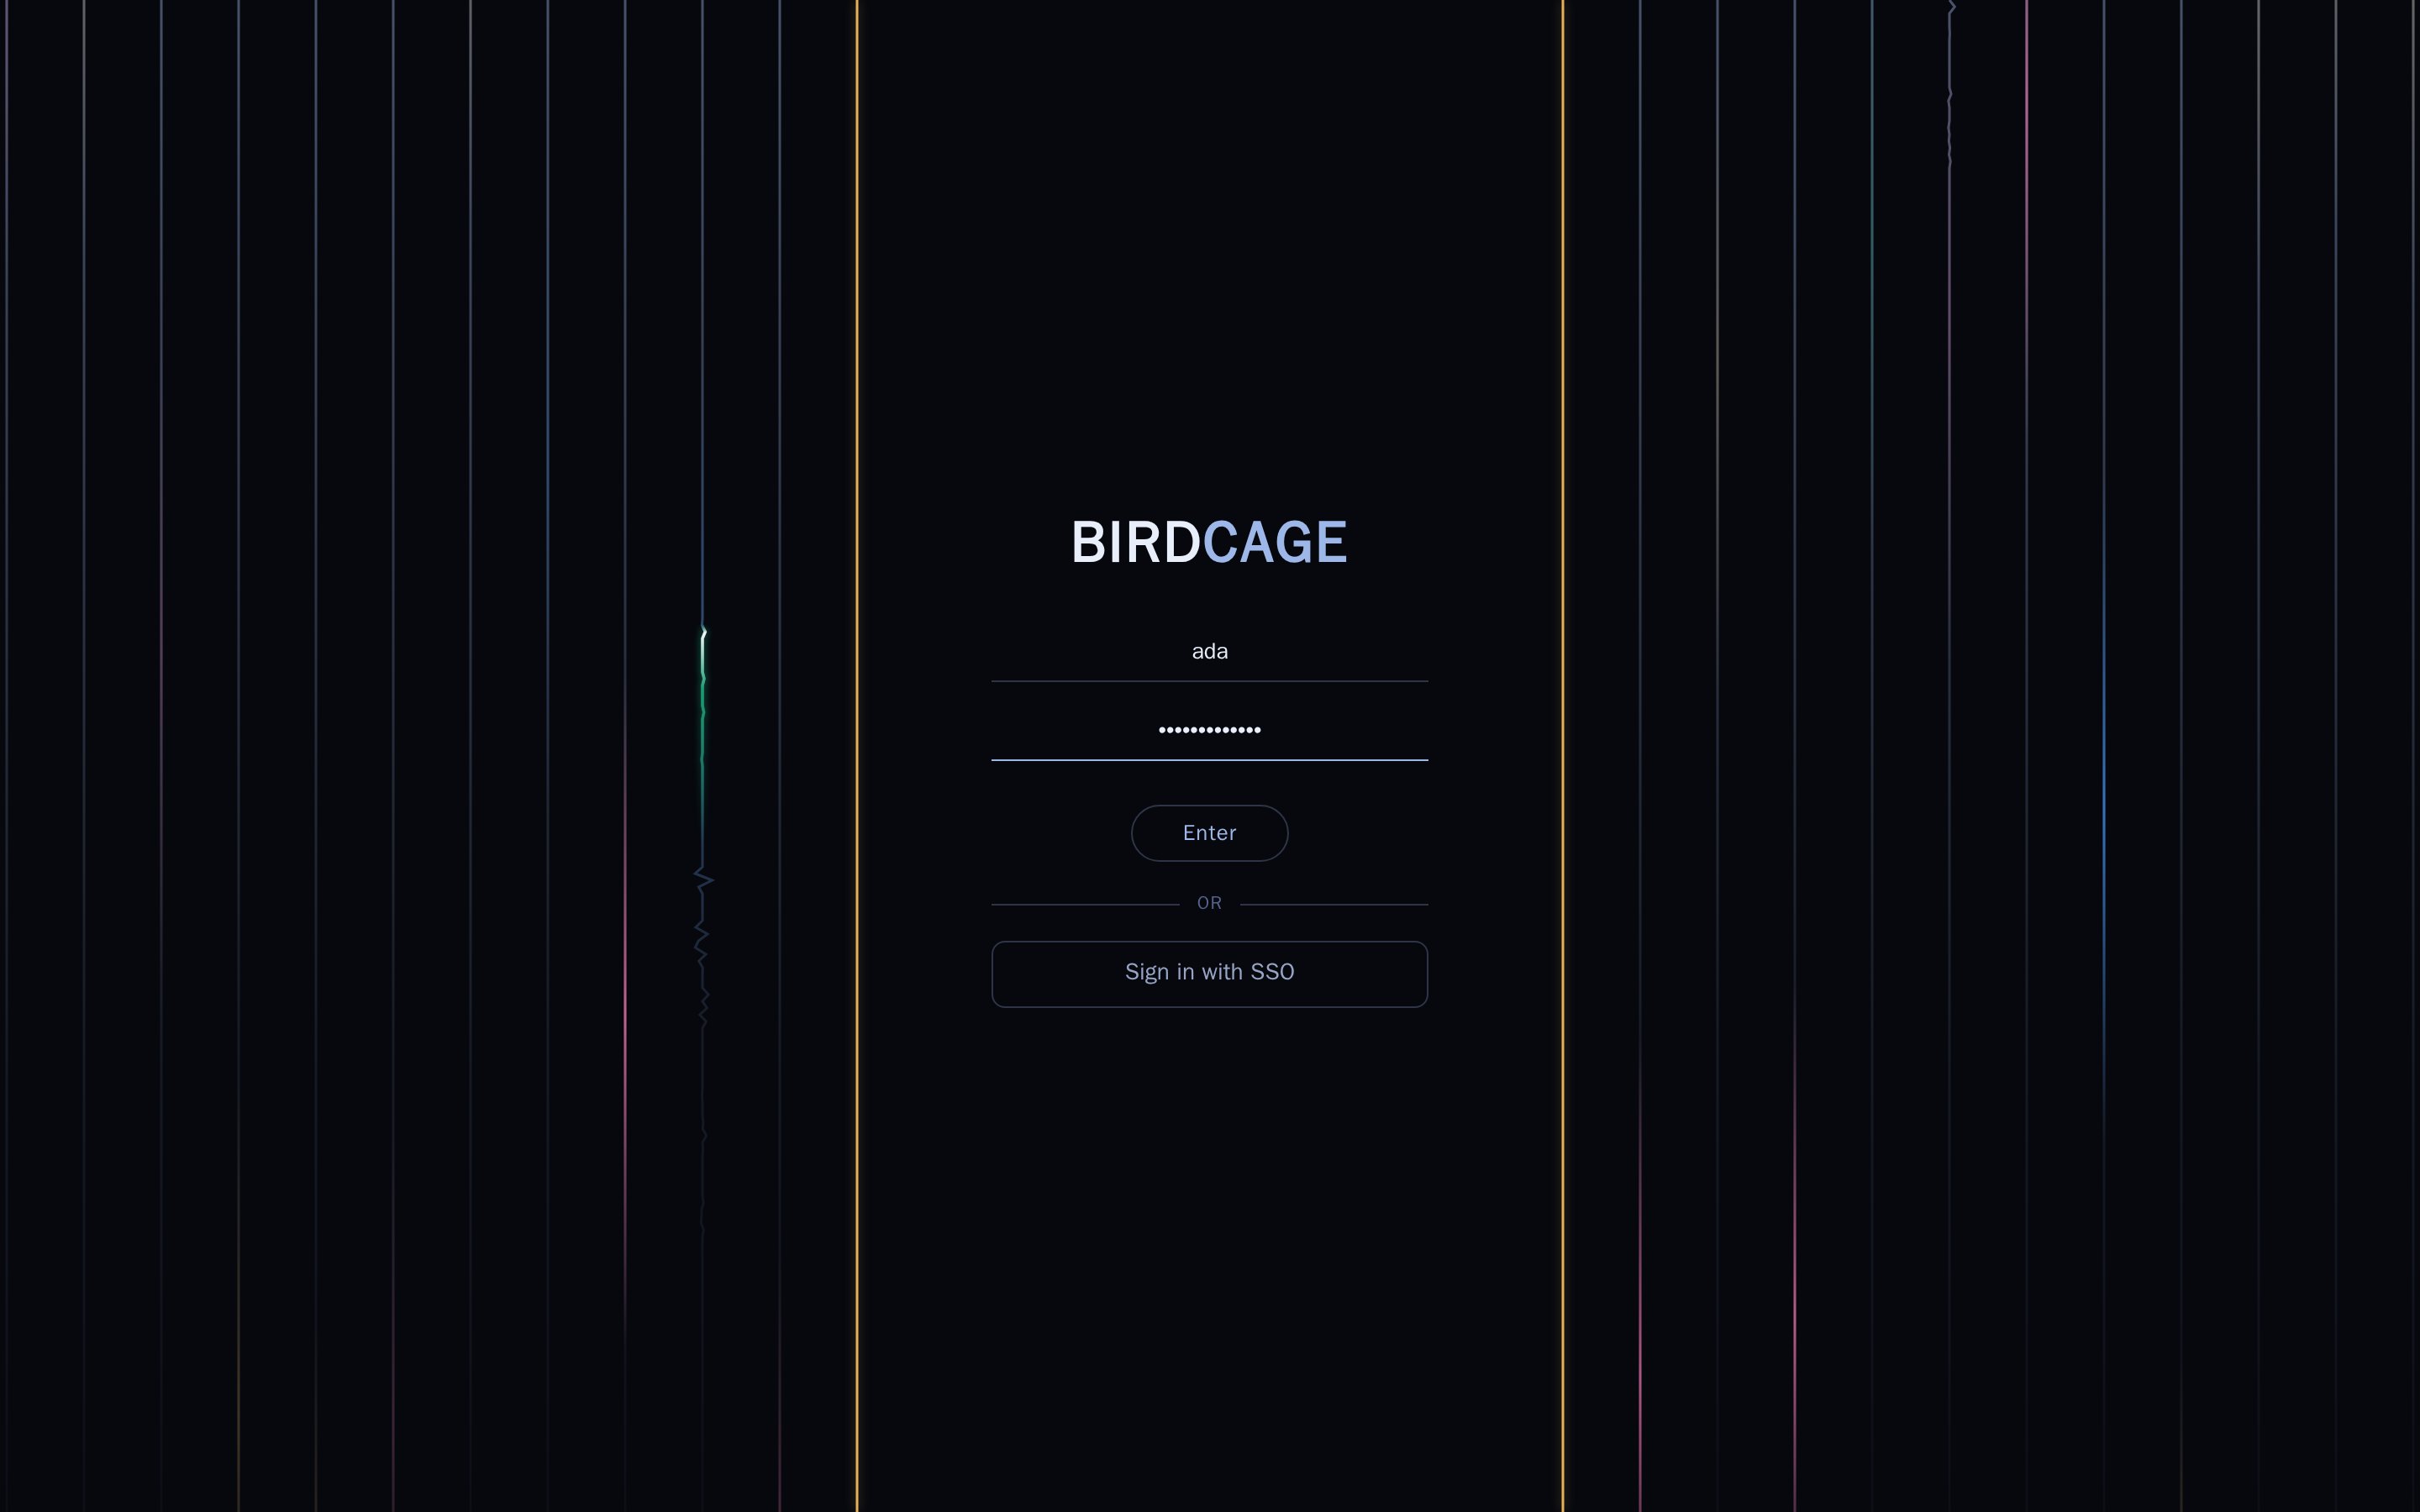 BIRDCAGE
ada
•••••••••••••
Enter
OR
Sign in with SSO